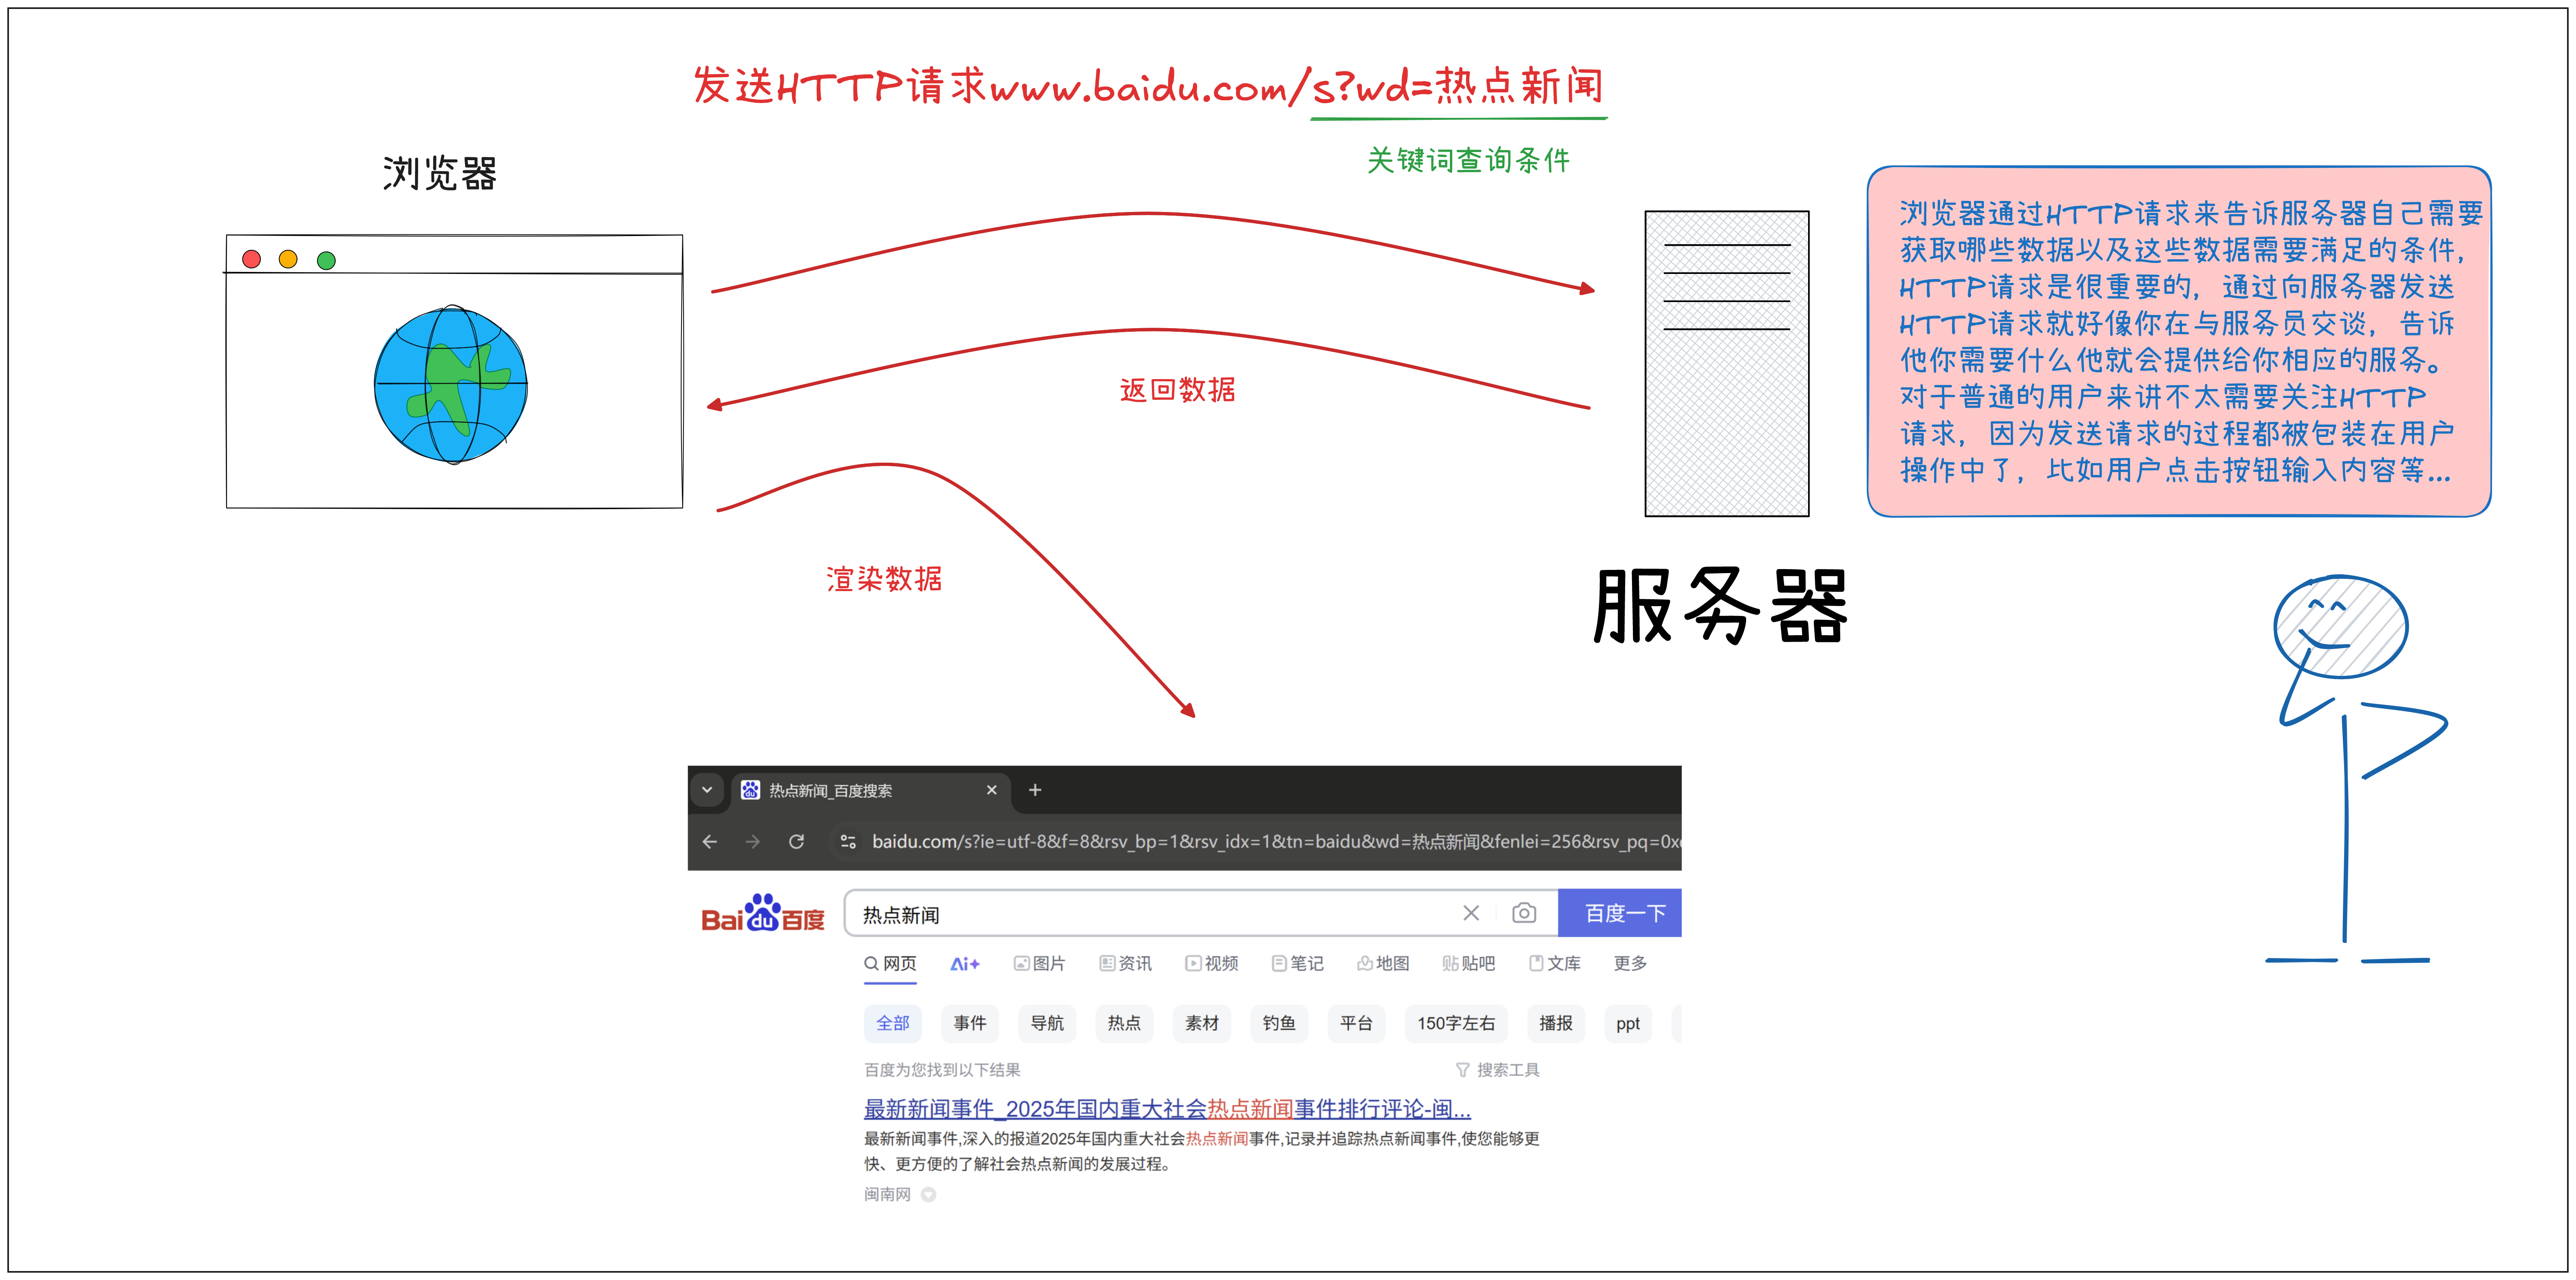 发送HTTP请求www.baidu.com/s?wd=热点新闻
关键词查询条件
浏览器
浏览器通过HTTP请求来告诉服务器自己需要
获取哪些数据以及这些数据需要满足的条件，
HTTP请求是很重要的，通过向服务器发送
HTTP请求就好像你在与服务员交谈，告诉
他你需要什么他就会提供给你相应的服务。
对于普通的用户来讲不太需要关注HTTP
请求，因为发送请求的过程都被包装在用户
操作中了，比如用户点击按钮输入内容等...
返回数据
渲染数据
服务器
热点新闻_百度搜索
baidu.com/s?ie=utf-8&f=8&rsv_bp=1&rsv_idx=1&tn=baidu&wd=热点新闻&fenlei=256&rsv_pq=0x
Bai du 百度
热点新闻
百度一下
网页 Ai+ 图片 资讯 视频 笔记 地图 贴吧 文库 更多
全部 事件 导航 热点 素材 钓鱼 平台 150字左右 播报 ppt
百度为您找到以下结果 搜索工具
最新新闻事件_2025年国内重大社会热点新闻事件排行评论-闽...
最新新闻事件,深入的报道2025年国内重大社会热点新闻事件,记录并追踪热点新闻事件,使您能够更
快、更方便的了解社会热点新闻的发展过程。
闽南网